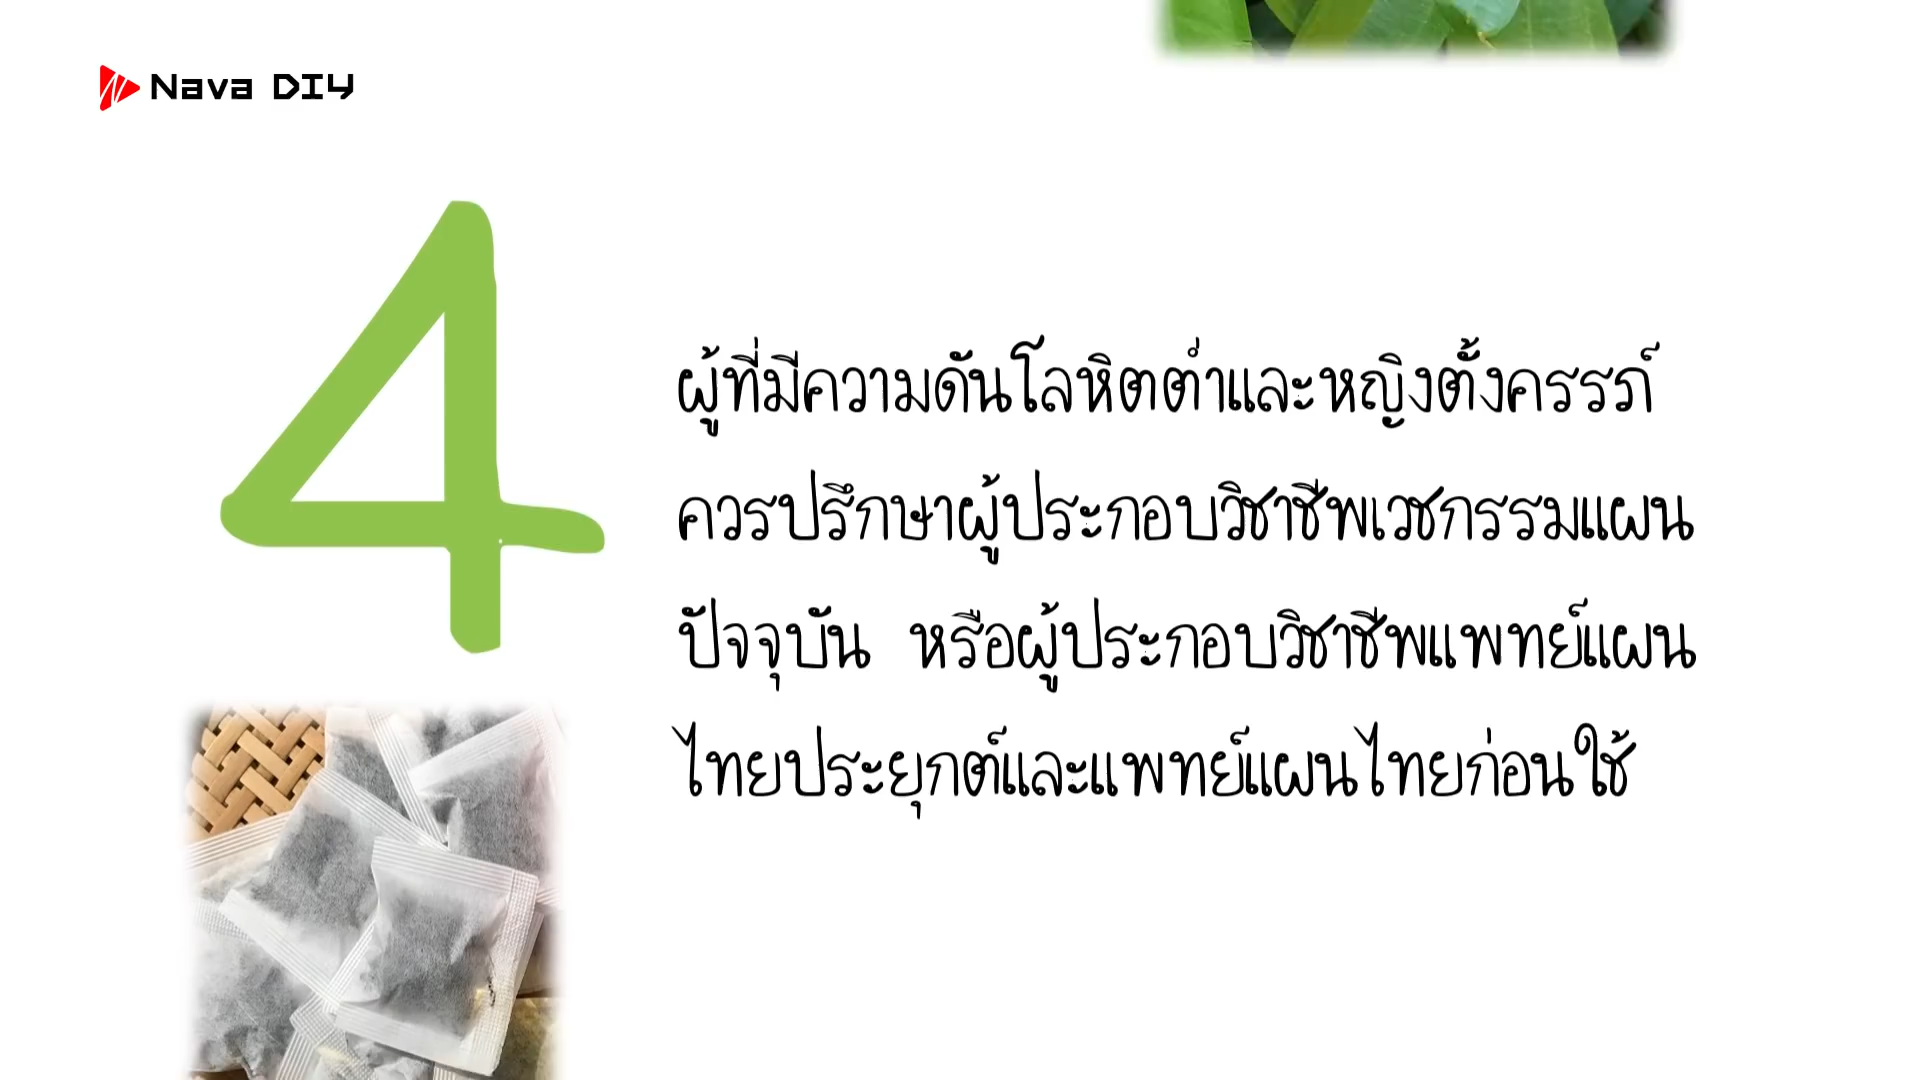 Nava DIY
4
ผู้ที่มีความดันโลหิตต่ำและหญิงตั้งครรภ์
ควรปรึกษาผู้ประกอบวิชาชีพเวชกรรมแผน
ปัจจุบัน หรือผู้ประกอบวิชาชีพแพทย์แผน
ไทยประยุกต์และแพทย์แผนไทยก่อนใช้